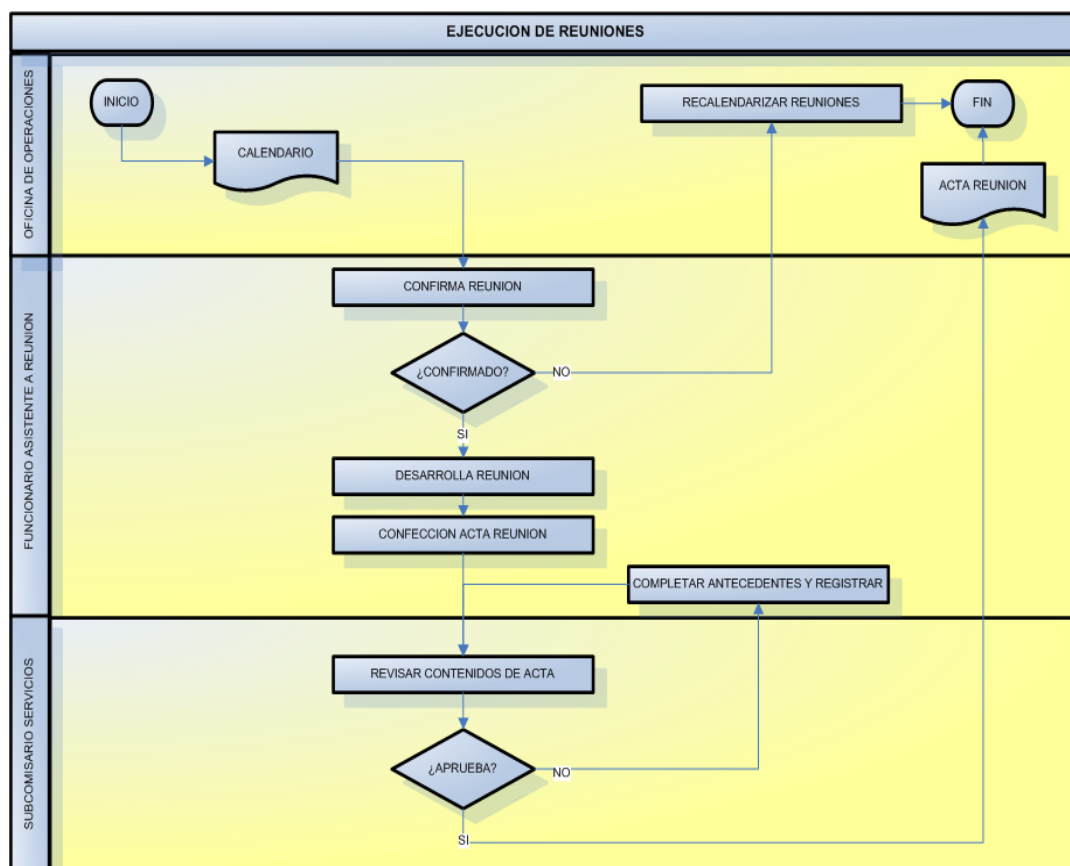 EJECUCION DE REUNIONES
OFICINA DE OPERACIONES
INICIO
CALENDARIO
RECALENDARIZAR REUNIONES
FIN
ACTA REUNION
FUNCIONARIO ASISTENTE A REUNION
CONFIRMA REUNION
¿CONFIRMADO?
NO
SI
DESARROLLA REUNION
CONFECCION ACTA REUNION
COMPLETAR ANTECEDENTES Y REGISTRAR
SUBCOMISARIO SERVICIOS
REVISAR CONTENIDOS DE ACTA
¿APRUEBA?
NO
SI